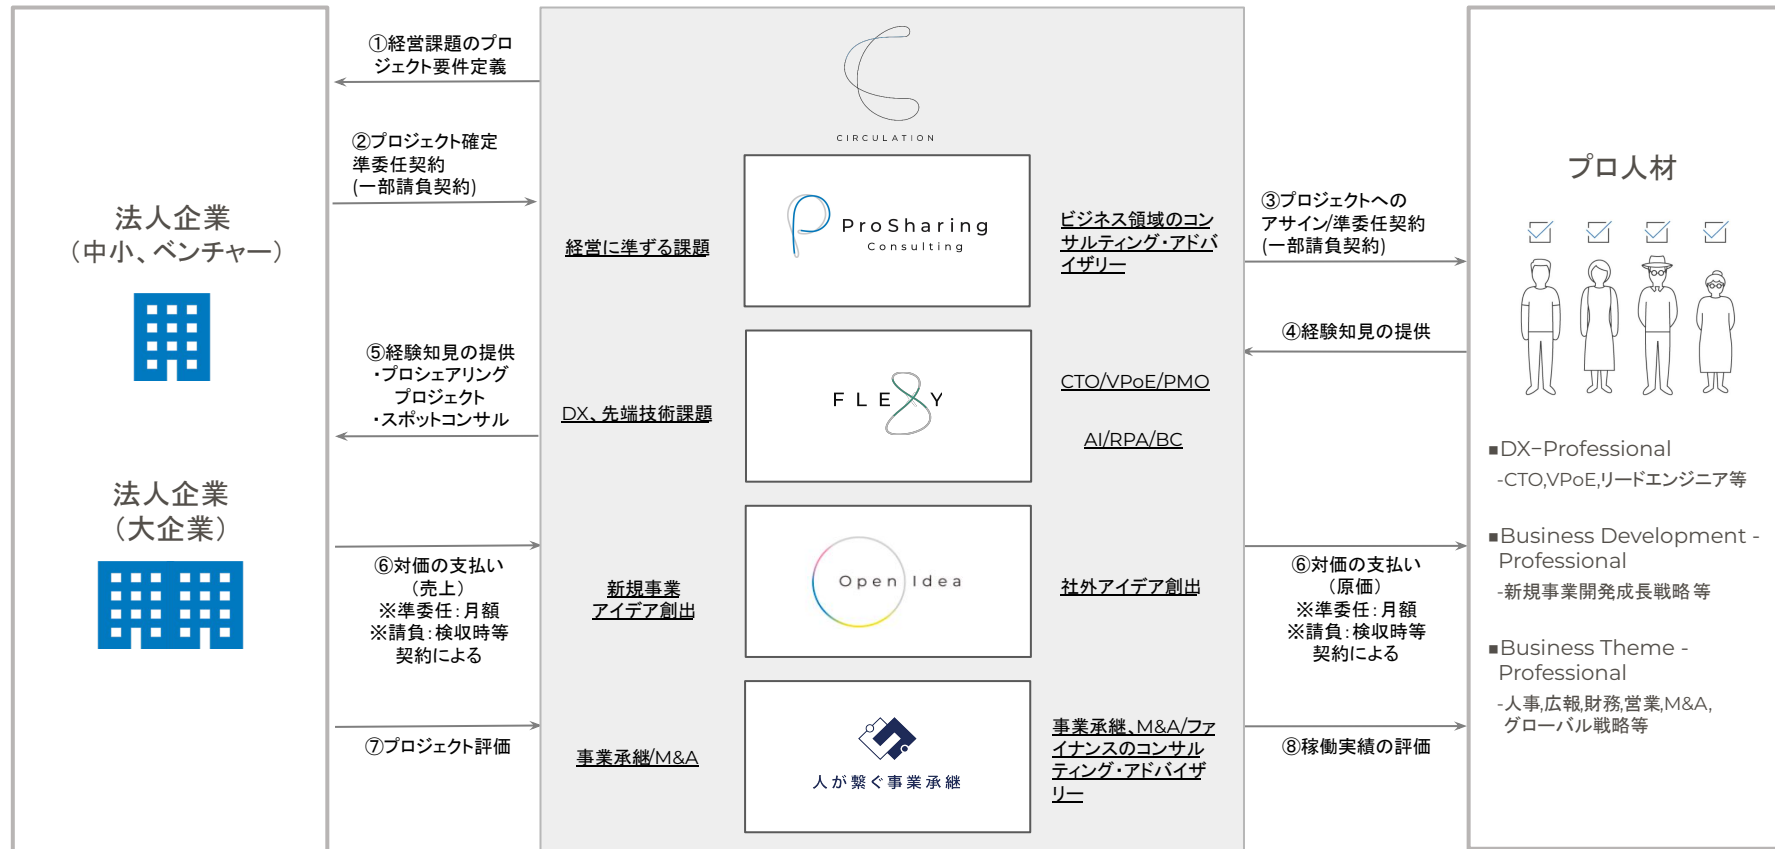 ①経営課題のプロ
ジェクト要件定義
②プロジェクト確定
準委任契約
(一部請負契約)
法人企業
（中小、ベンチャー）
⑤経験知見の提供
・プロシェアリング
プロジェクト
・スポットコンサル
法人企業
（大企業）
⑥対価の支払い
（売上）
※準委任：月額
※請負：検収時等
契約による
⑦プロジェクト評価
CIRCULATION
経営に準ずる課題
ProSharing
Consulting
ビジネス領域のコン
サルティング・アドバ
イザリー
DX、先端技術課題
FLEXY
CTO/VPoE/PMO
AI/RPA/BC
新規事業
アイデア創出
Open Idea
社外アイデア創出
事業承継/M&A
人が繋ぐ事業承継
事業承継、M&A/ファ
イナンスのコンサル
ティング・アドバイザ
リー
③プロジェクトへの
アサイン/準委任契約
(一部請負契約)
④経験知見の提供
⑥対価の支払い
（原価）
※準委任：月額
※請負：検収時等
契約による
⑧稼働実績の評価
プロ人材
■DX−Professional
-CTO,VPoE,リードエンジニア等
■Business Development -
Professional
-新規事業開発成長戦略等
■Business Theme -
Professional
-人事,広報,財務,営業,M&A,
グローバル戦略等